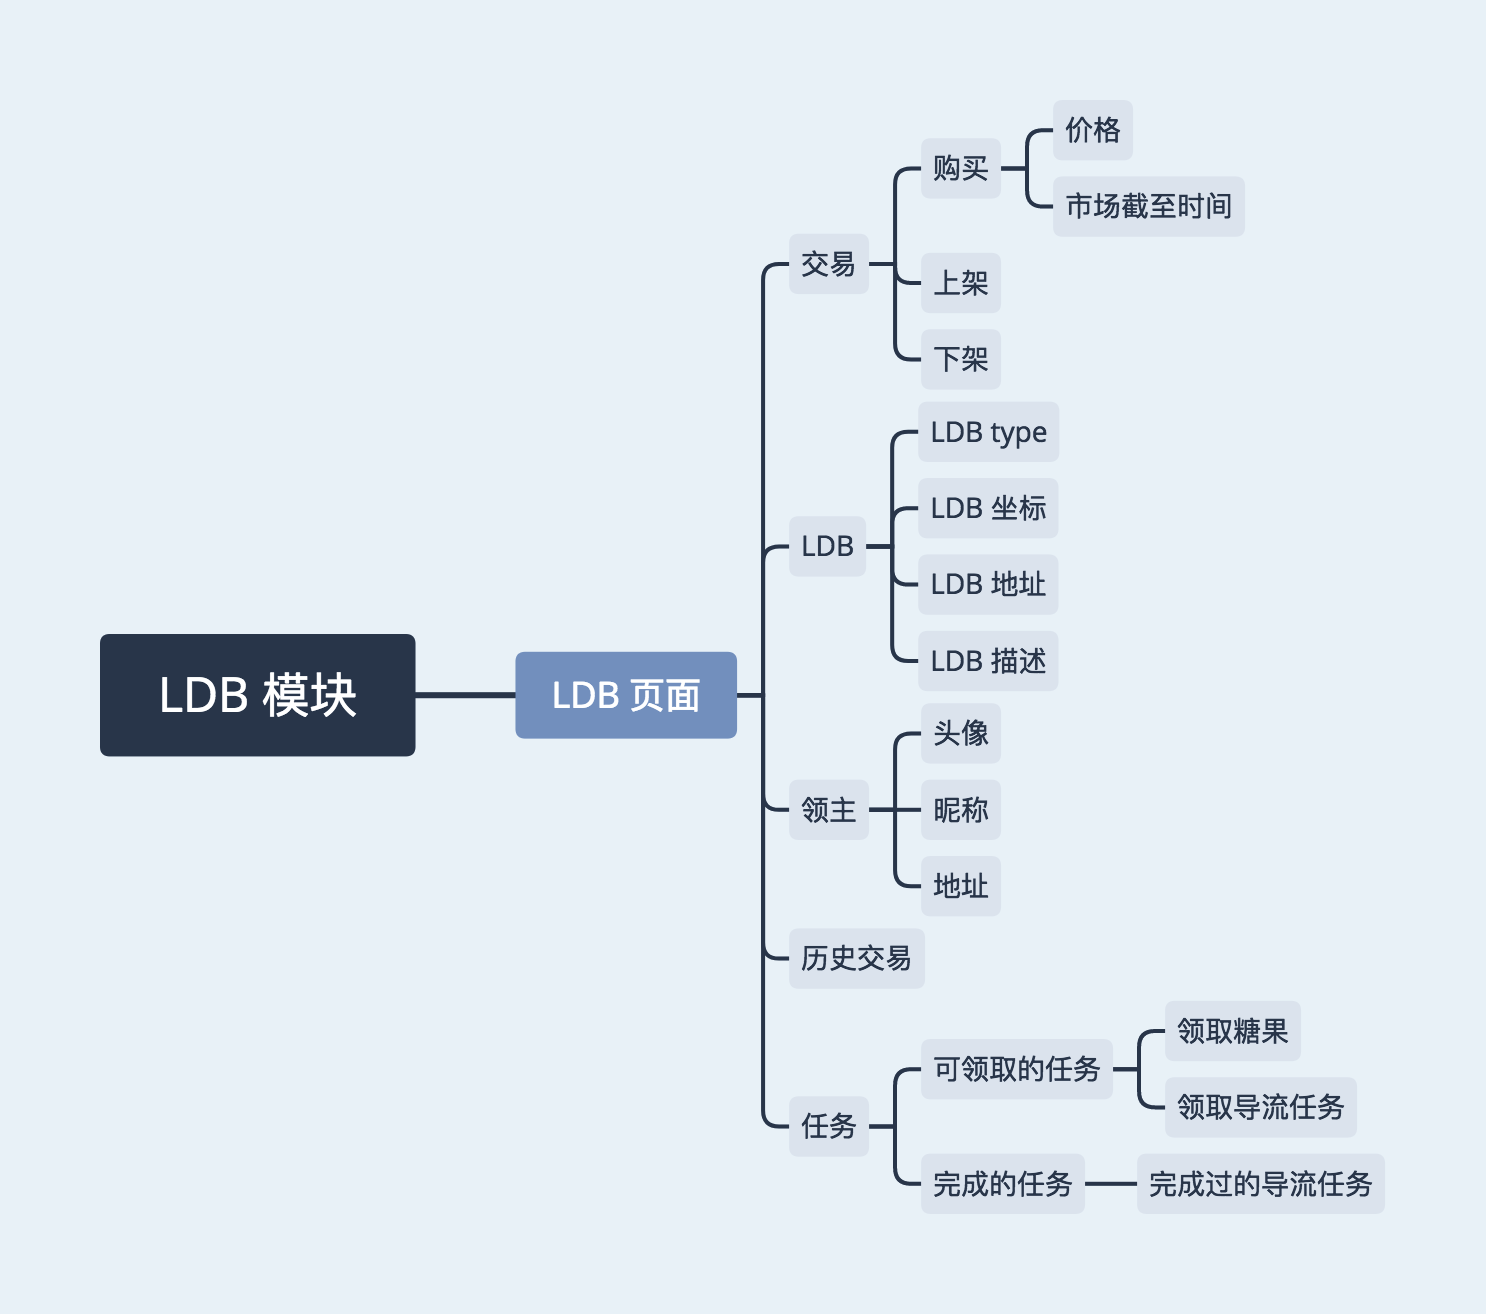 LDB 模块
LDB 页面
交易
购买
价格
市场截至时间
上架
下架
LDB
LDB type
LDB 坐标
LDB 地址
LDB 描述
领主
头像
昵称
地址
历史交易
任务
可领取的任务
领取糖果
领取导流任务
完成的任务
完成过的导流任务